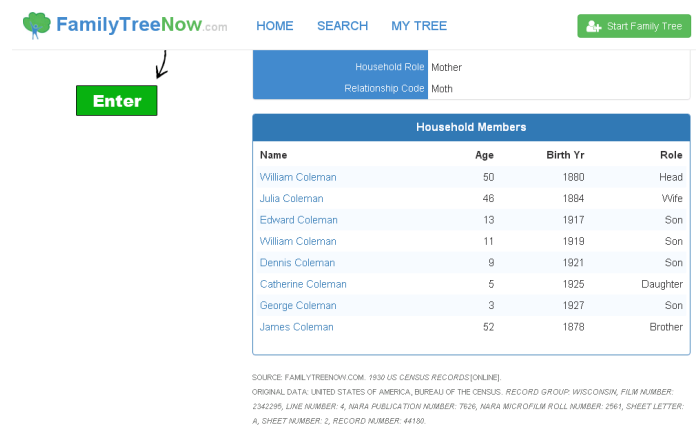 FamilyTreeNow.com HOME SEARCH MY TREE Start Family Tree
Household Role Mother
Relationship Code Moth
Enter
Household Members
Name Age Birth Yr Role
William Coleman 50 1880 Head
Julia Coleman 46 1884 Wife
Edward Coleman 13 1917 Son
William Coleman 11 1919 Son
Dennis Coleman 9 1921 Son
Catherine Coleman 5 1925 Daughter
George Coleman 3 1927 Son
James Coleman 52 1878 Brother
SOURCE: FAMILYTREENOW.COM. 1930 US CENSUS RECORDS[ONLINE].
ORIGINAL DATA: UNITED STATES OF AMERICA, BUREAU OF THE CENSUS. RECORD GROUP: WISCONSIN, FILM NUMBER:
2342295, LINE NUMBER: 4, NARA PUBLICATION NUMBER: 7626, NARA MICROFILM ROLL NUMBER: 2561, SHEET LETTER:
A, SHEET NUMBER: 2, RECORD NUMBER: 44180.